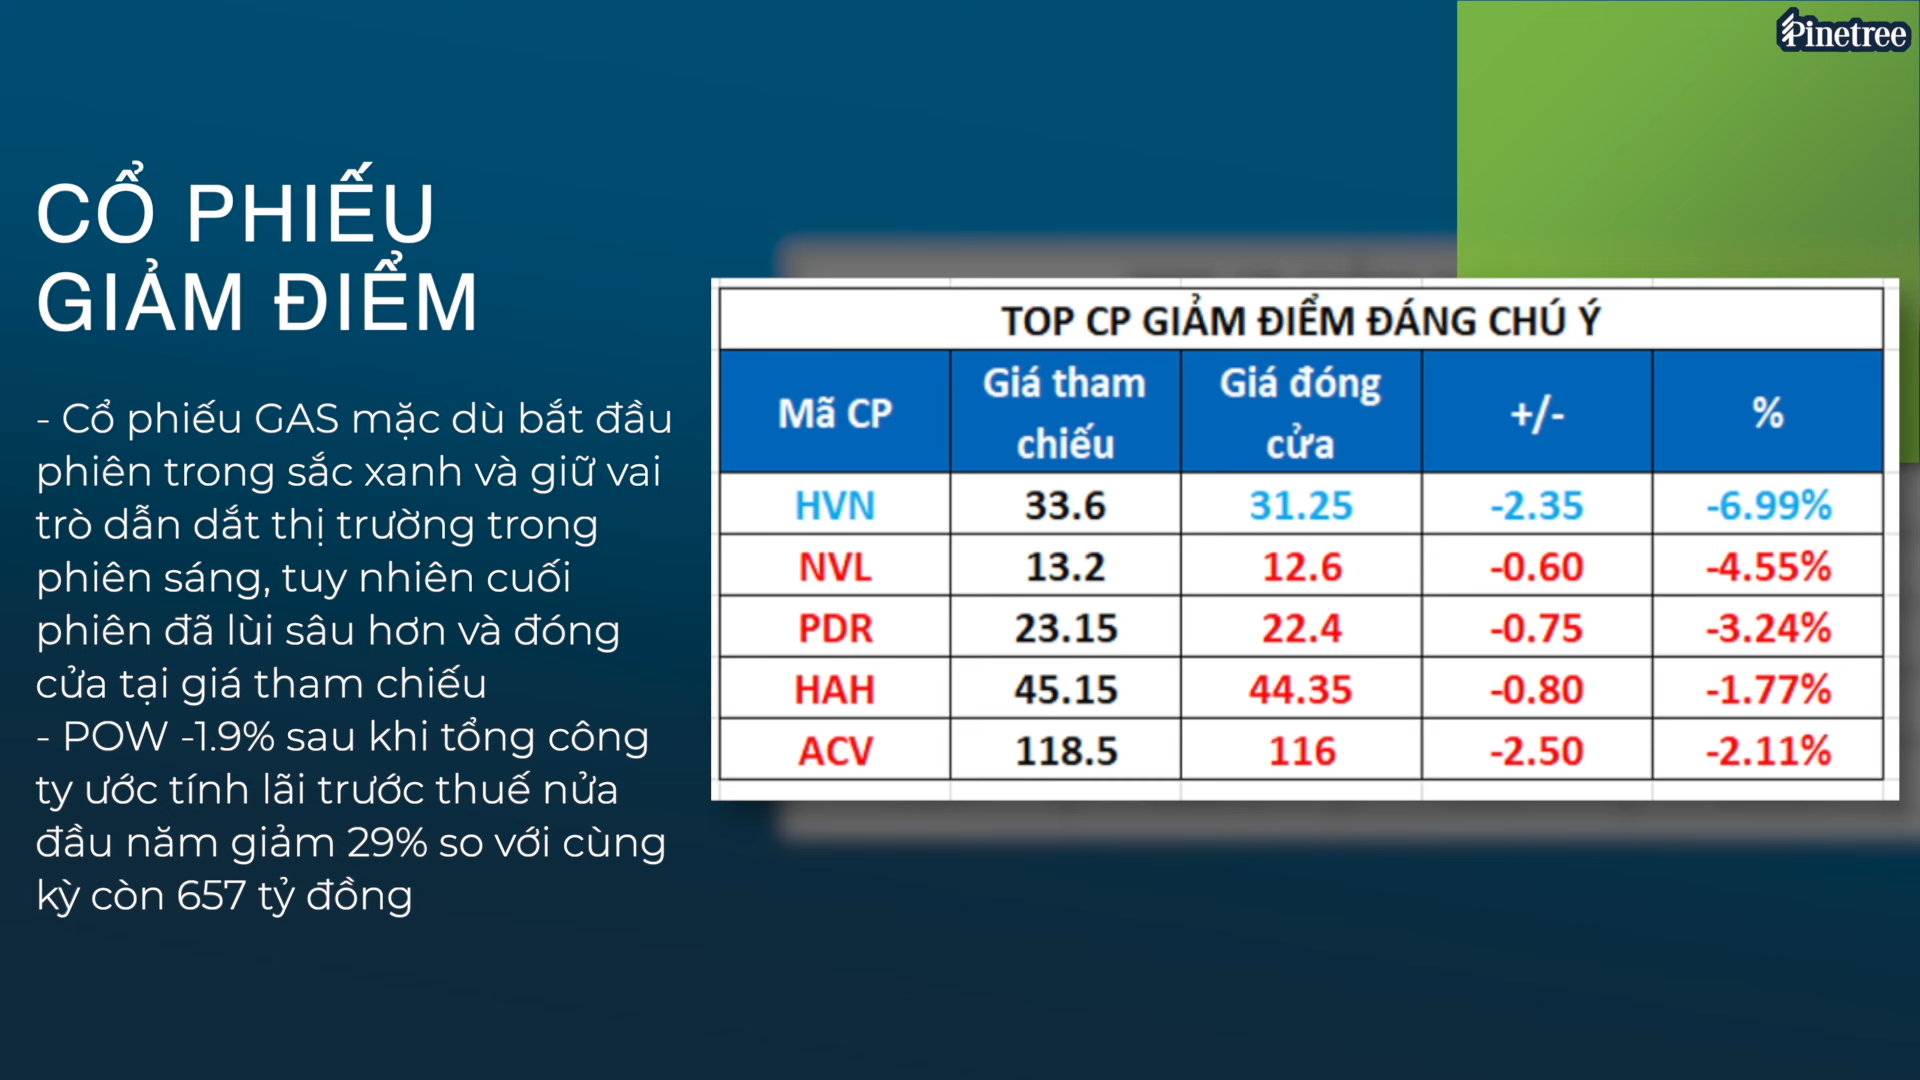 Pinetree
CỔ PHIẾU
GIẢM ĐIỂM
- Cổ phiếu GAS mặc dù bắt đầu
phiên trong sắc xanh và giữ vai
trò dẫn dắt thị trường trong
phiên sáng, tuy nhiên cuối
phiên đã lùi sâu hơn và đóng
cửa tại giá tham chiếu
- POW -1.9% sau khi tổng công
ty ước tính lãi trước thuế nửa
đầu năm giảm 29% so với cùng
kỳ còn 657 tỷ đồng
TOP CP GIẢM ĐIỂM ĐÁNG CHÚ Ý
Mã CP Giá tham chiếu Giá đóng cửa +/- %
HVN 33.6 31.25 -2.35 -6.99%
NVL 13.2 12.6 -0.60 -4.55%
PDR 23.15 22.4 -0.75 -3.24%
HAH 45.15 44.35 -0.80 -1.77%
ACV 118.5 116 -2.50 -2.11%